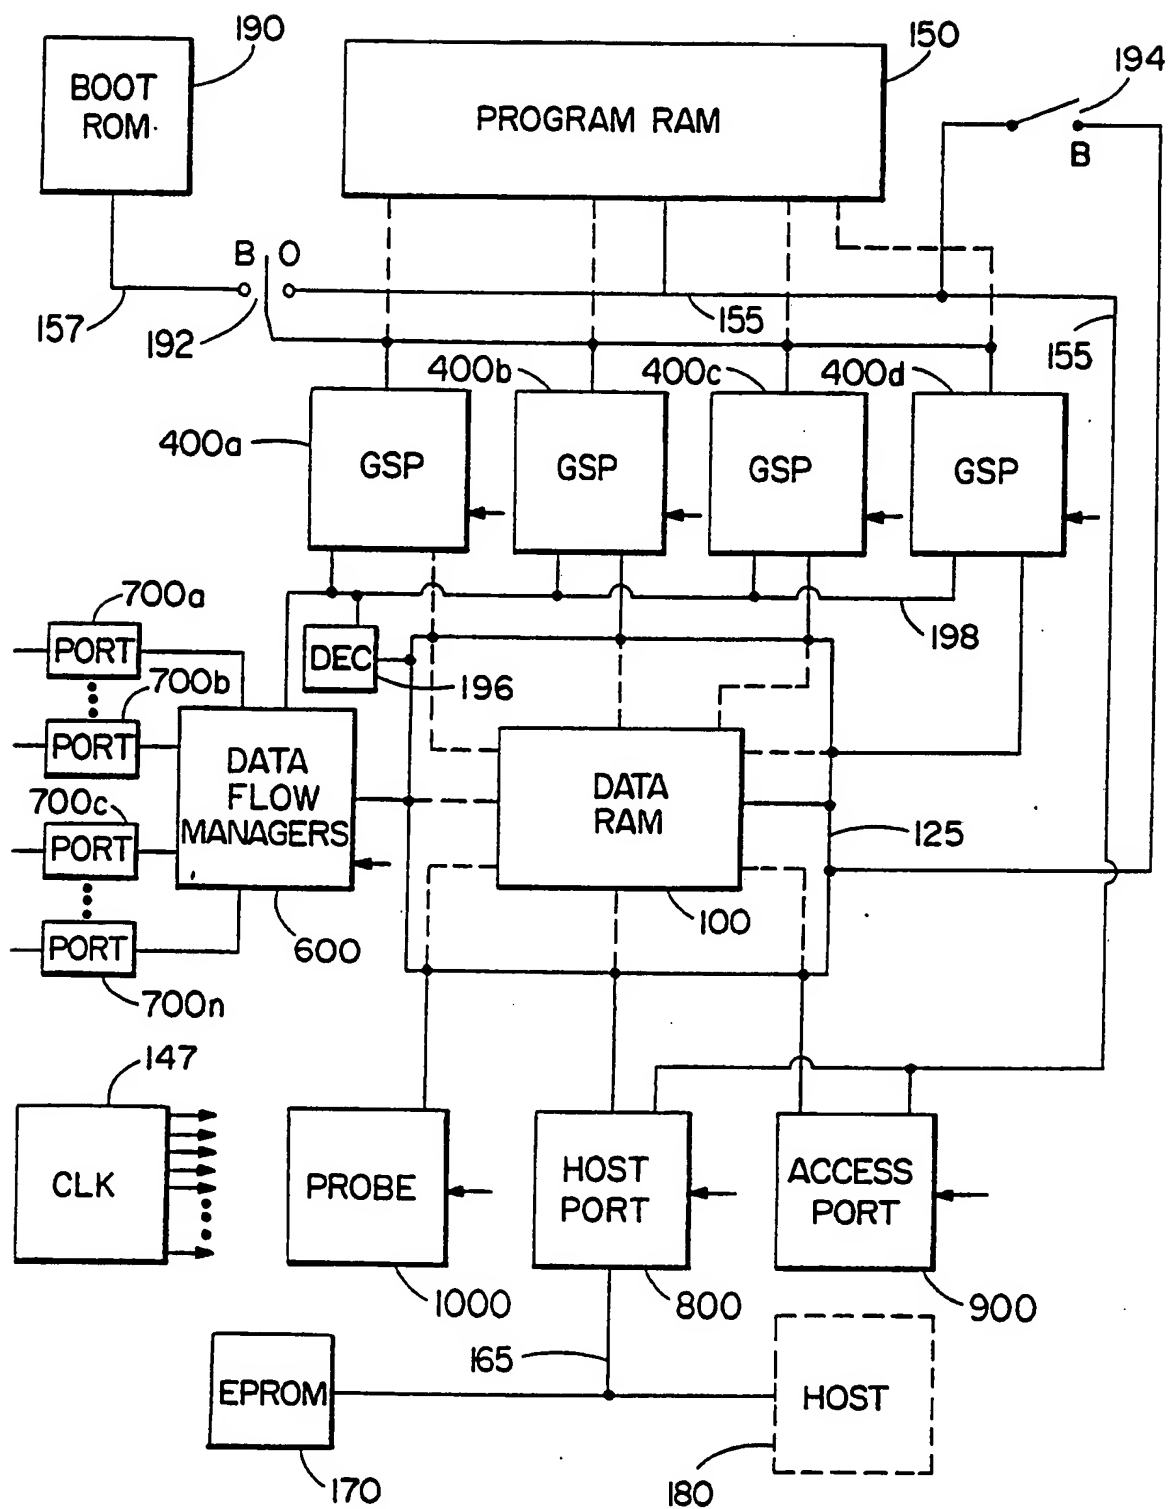 190
BOOT
ROM
150
PROGRAM RAM
194
B
B O
157
192
155
155
400a
400b
400c
400d
GSP
GSP
GSP
GSP
198
700a
PORT
DEC
196
700b
PORT
DATA
FLOW
MANAGERS
600
DATA
RAM
100
125
700c
PORT
PORT
700n
147
CLK
PROBE
1000
HOST
PORT
800
ACCESS
PORT
900
165
EPROM
170
HOST
180